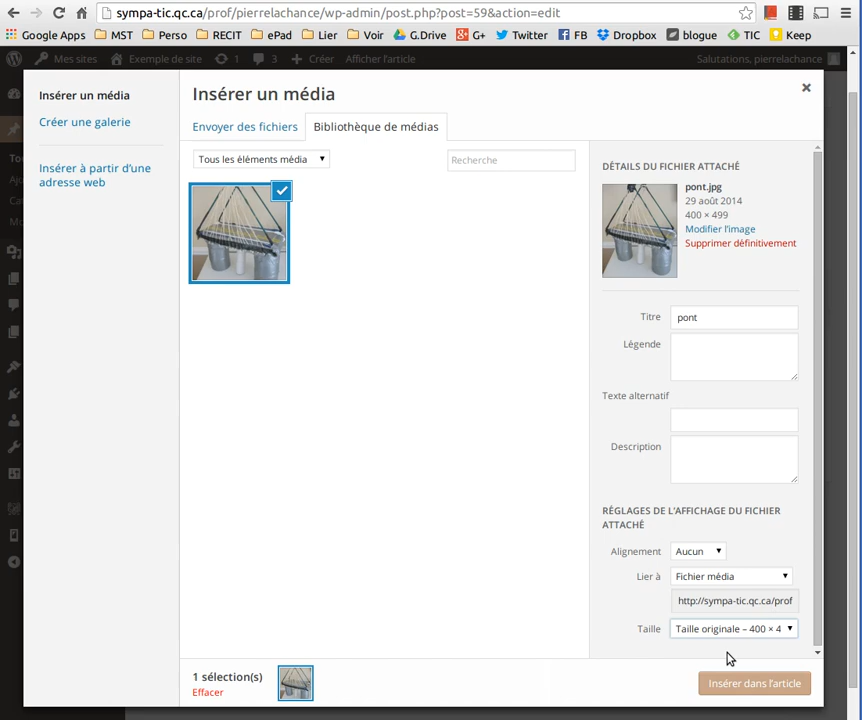 sympa-tic.qc.ca/prof/pierrelachance/wp-admin/post.php?post=59&action=edit
Google Apps MST Perso RECIT ePad Lier Voir G.Drive G+ Twitter FB Dropbox blogue TIC Keep
Mes sites Exemple de site 1 3 Créer Afficher l'article Salutations, pierrelachance
Insérer un média
Créer une galerie
Insérer à partir d'une
adresse web
Insérer un média
Envoyer des fichiers Bibliothèque de médias
Tous les éléments média Recherche
DÉTAILS DU FICHIER ATTACHÉ
pont.jpg
29 août 2014
400 × 499
Modifier l'image
Supprimer définitivement
Titre pont
Légende
Texte alternatif
Description
RÉGLAGES DE L'AFFICHAGE DU FICHIER
ATTACHÉ
Alignement Aucun
Lier à Fichier média
http://sympa-tic.qc.ca/prof
Taille Taille originale – 400 × 4
1 sélection(s)
Effacer
Insérer dans l'article